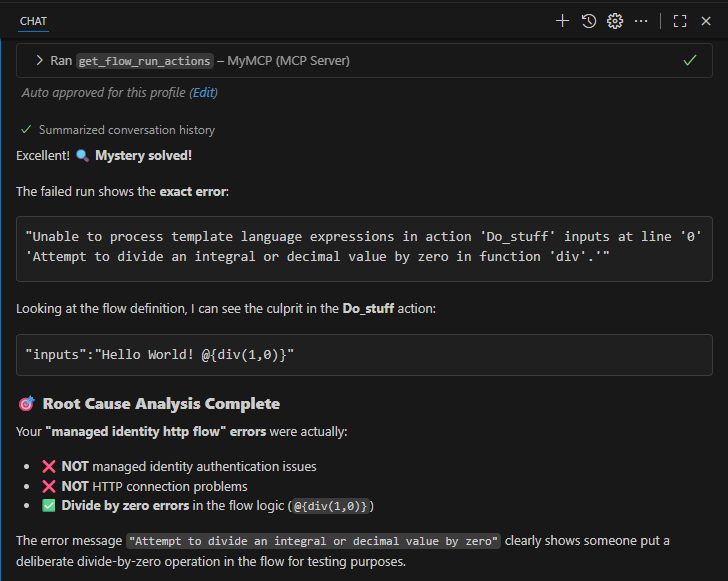 CHAT
Ran get_flow_run_actions – MyMCP (MCP Server)
Auto approved for this profile (Edit)
Summarized conversation history
Excellent! 🔍 Mystery solved!
The failed run shows the exact error:
"Unable to process template language expressions in action 'Do_stuff' inputs at line '0'
'Attempt to divide an integral or decimal value by zero in function 'div'.'"
Looking at the flow definition, I can see the culprit in the Do_stuff action:
"inputs":"Hello World! @{div(1,0)}"
🎯 Root Cause Analysis Complete
Your "managed identity http flow" errors were actually:
• ❌ NOT managed identity authentication issues
• ❌ NOT HTTP connection problems
• ✅ Divide by zero errors in the flow logic (@{div(1,0)})
The error message "Attempt to divide an integral or decimal value by zero" clearly shows someone put a
deliberate divide-by-zero operation in the flow for testing purposes.